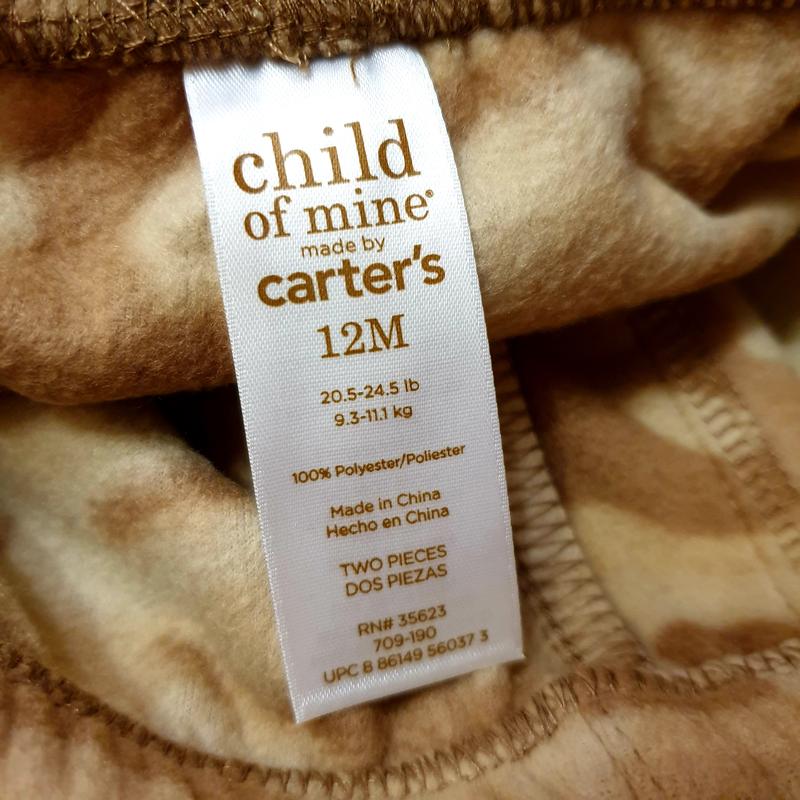 child
of mine®
made by
carter's
12M
20.5-24.5 lb
9.3-11.1 kg
100% Polyester/Poliester
Made in China
Hecho en China
TWO PIECES
DOS PIEZAS
RN# 35623
709-190
UPC 8 86149 56037 3